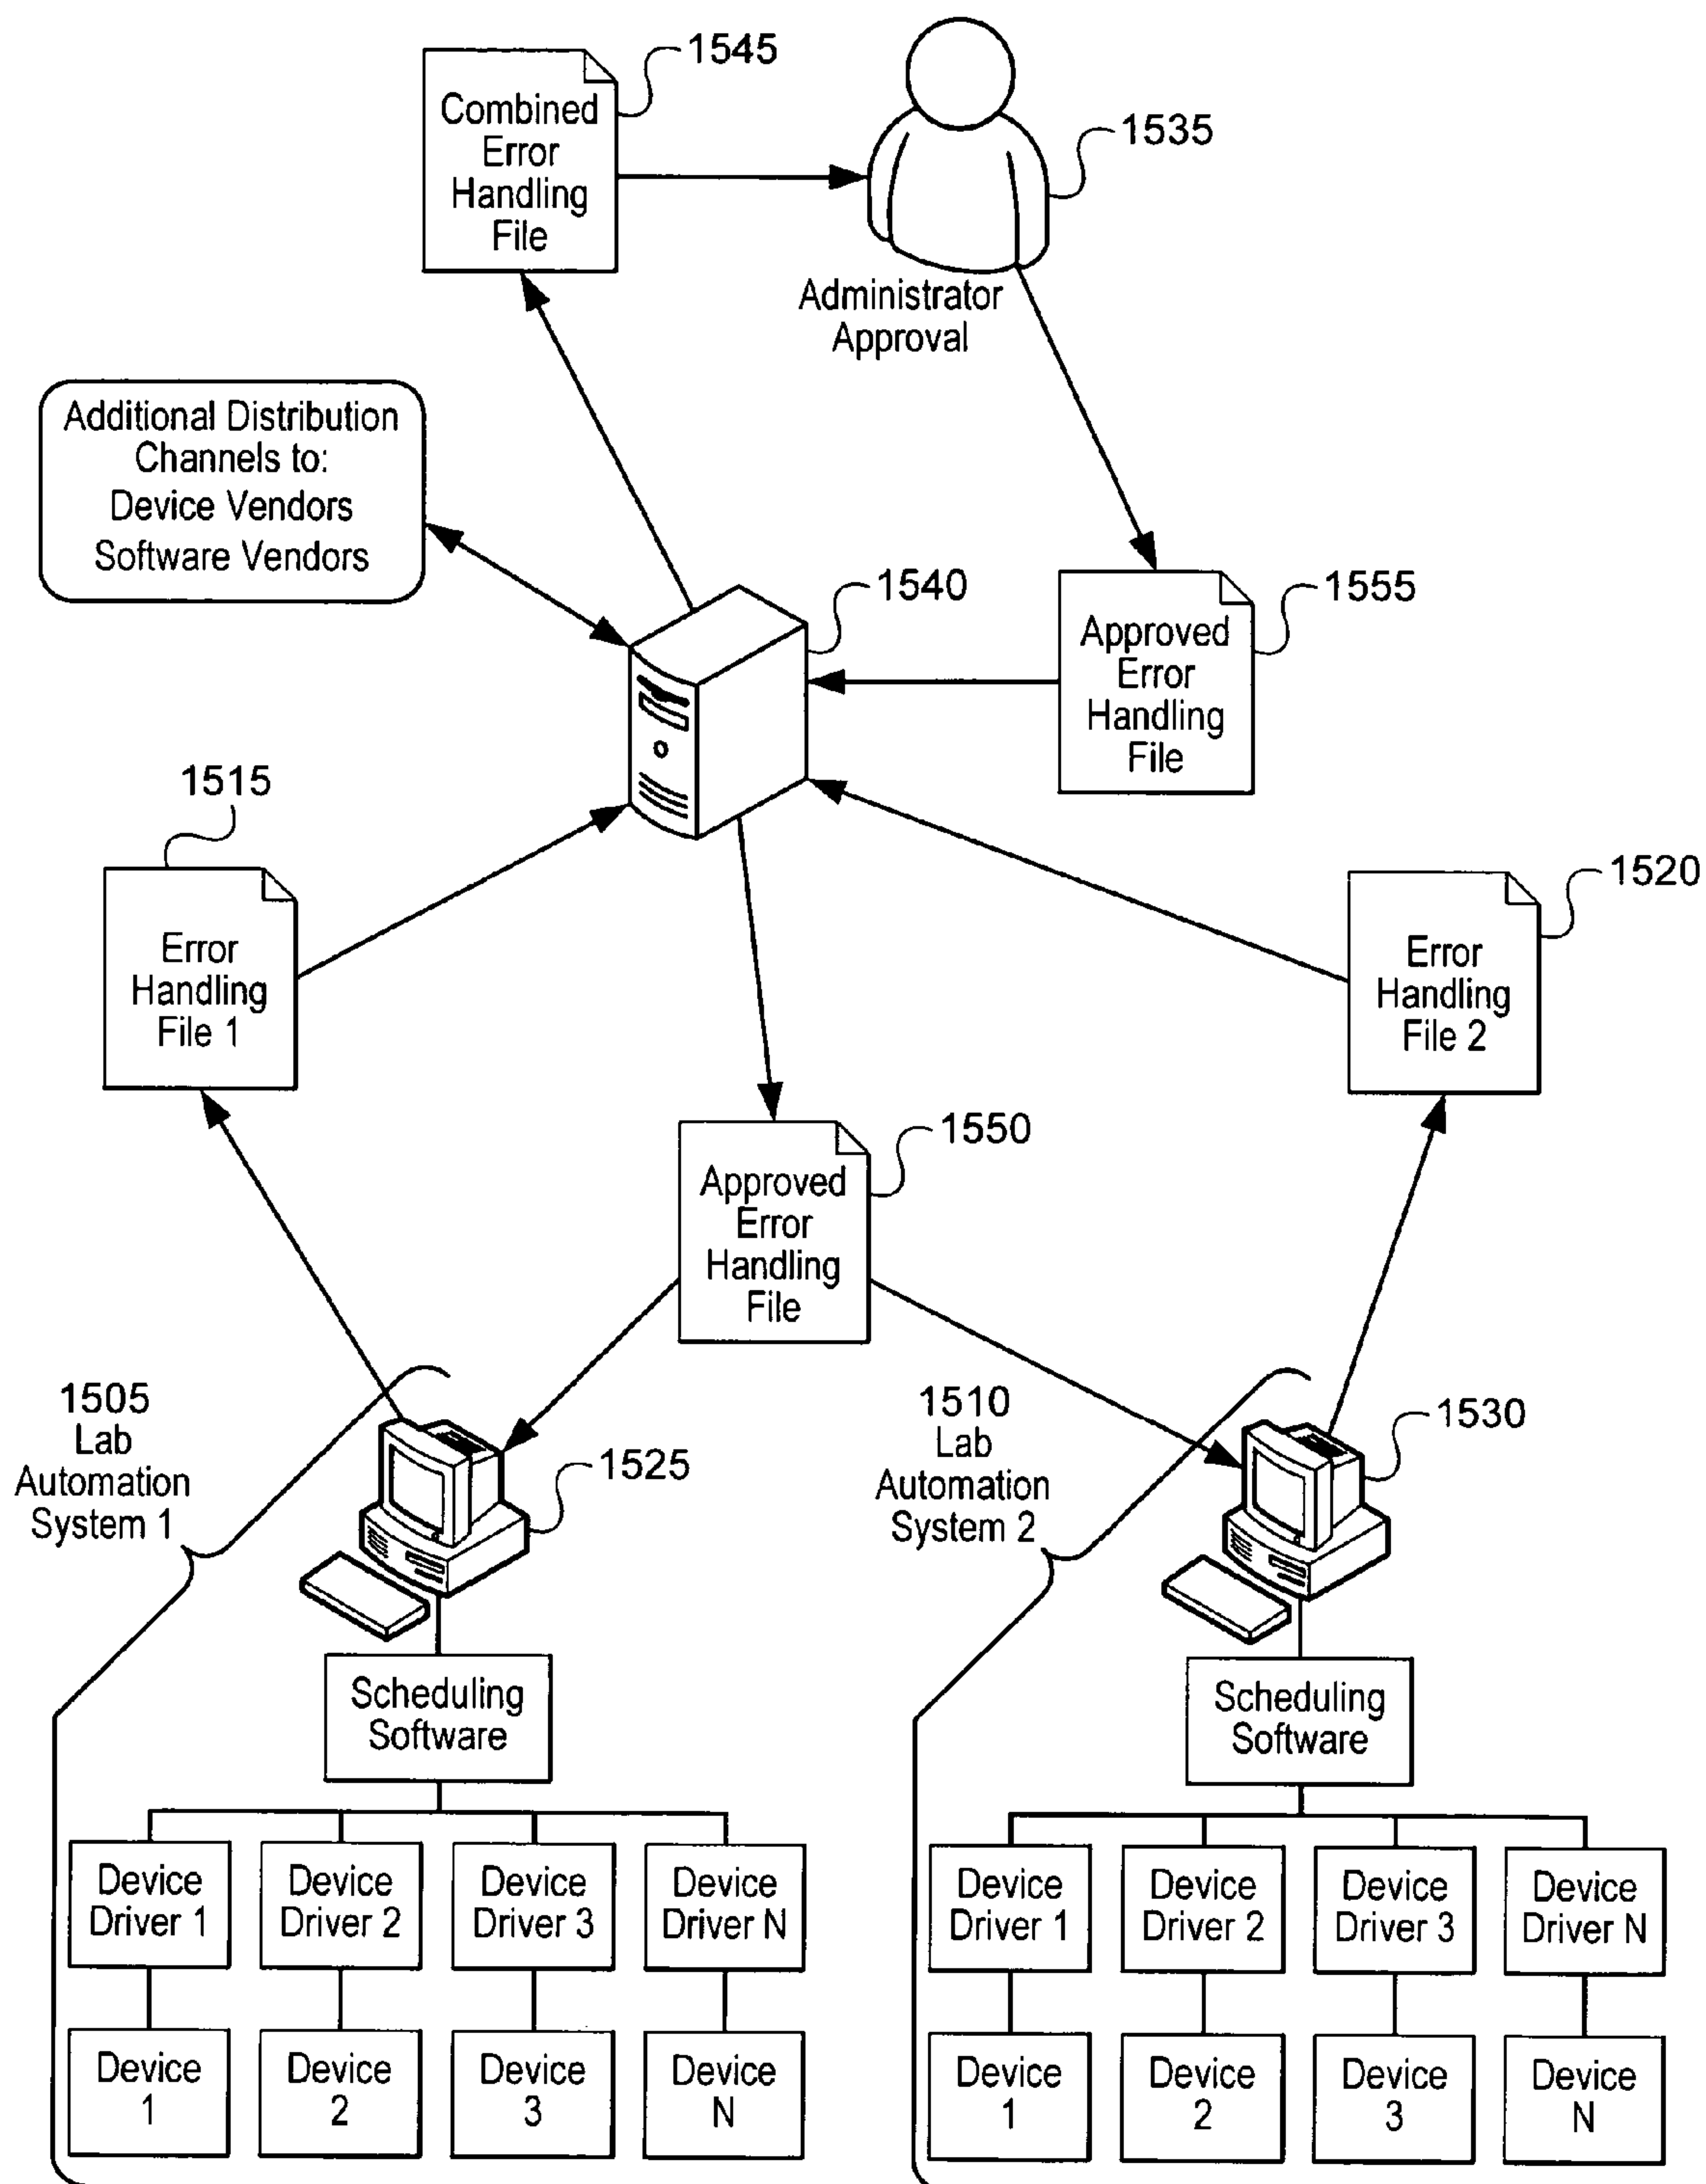 1545
Combined
Error
Handling
File
1535
Administrator
Approval
Additional Distribution
Channels to:
Device Vendors
Software Vendors
1540
1555
Approved
Error
Handling
File
1515
Error
Handling
File 1
1520
Error
Handling
File 2
1550
Approved
Error
Handling
File
1505
Lab
Automation
System 1
1525
1510
Lab
Automation
System 2
1530
Scheduling
Software
Scheduling
Software
Device
Driver 1
Device
Driver 2
Device
Driver 3
Device
Driver N
Device
Driver 1
Device
Driver 2
Device
Driver 3
Device
Driver N
Device
1
Device
2
Device
3
Device
N
Device
1
Device
2
Device
3
Device
N